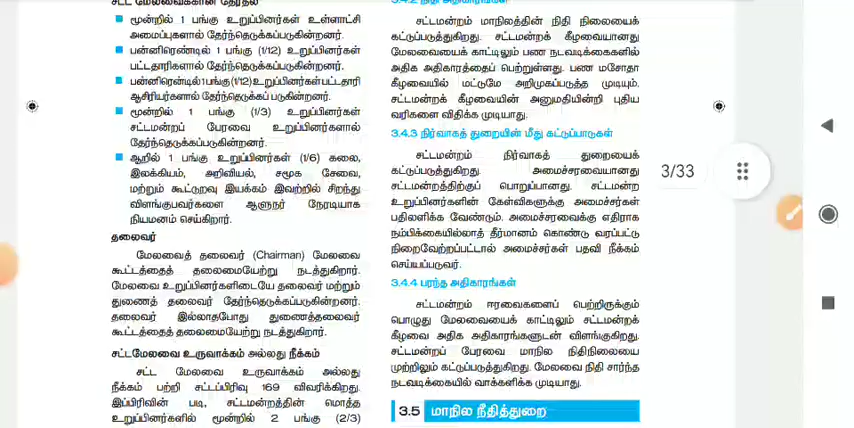 சட்ட மேலவைக்கான தேர்தல்
மூன்றில் 1 பங்கு உறுப்பினர்கள் உள்ளாட்சி
அமைப்புகளால் தேர்ந்தெடுக்கப்படுகின்றனர்.
பன்னிரெண்டில் 1 பங்கு (1/12) உறுப்பினர்கள்
பட்டதாரிகளால் தேர்ந்தெடுக்கப்படுகின்றனர்.
பன்னிரென்டில் 1பங்கு (1/12) உறுப்பினர்கள் பட்டதாரி
ஆசிரியர்களால் தேர்ந்தெடுக்கப் படுகின்றனர்.
மூன்றில் 1 பங்கு (1/3) உறுப்பினர்கள்
சட்டமன்றப் பேரவை உறுப்பினர்களால்
தேர்ந்தெடுக்கப்படுகின்றனர்.
ஆறில் 1 பங்கு உறுப்பினர்கள் (1/6) கலை,
இலக்கியம், அறிவியல், சமூக சேவை,
மற்றும் கூட்டுறவு இயக்கம் இவற்றில் சிறந்து
விளங்குபவர்களை ஆளுநர் நேரடியாக
நியமனம் செய்கிறார்.
தலைவர்
மேலவைத் தலைவர் (Chairman) மேலவை
கூட்டத்தைத் தலைமையேற்று நடத்துகிறார்.
மேலவை உறுப்பினர்களிடையே தலைவர் மற்றும்
துணைத் தலைவர் தேர்ந்தெடுக்கப்படுகின்றனர்.
தலைவர் இல்லாதபோது துணைத்தலைவர்
கூட்டத்தைத் தலைமையேற்று நடத்துகிறார்.
சட்டமேலவை உருவாக்கம் அல்லது நீக்கம்
சட்ட மேலவை உருவாக்கம் அல்லது
நீக்கம் பற்றி சட்டப்பிரிவு 169 விவரிக்கிறது.
இப்பிரிவின் படி, சட்டமன்றத்தின் மொத்த
உறுப்பினர்களில் மூன்றில் 2 பங்கு (2/3)
3.4.2 நிதி அதிகாரங்கள்
சட்டமன்றம் மாநிலத்தின் நிதி நிலையைக்
கட்டுப்படுத்துகிறது. சட்டமன்றக் கீழவையானது
மேலவையைக் காட்டிலும் பண நடவடிக்கைகளில்
அதிக அதிகாரத்தைப் பெற்றுள்ளது. பண மசோதா
கீழவையில் மட்டுமே அறிமுகப்படுத்த முடியும்.
சட்டமன்றக் கீழவையின் அனுமதியின்றி புதிய
வரிகளை விதிக்க முடியாது.
3.4.3 நிர்வாகத் துறையின் மீது கட்டுப்பாடுகள்
சட்டமன்றம் நிர்வாகத் துறையைக்
கட்டுப்படுத்துகிறது. அமைச்சரவையானது
சட்டமன்றத்திற்குப் பொறுப்பானது. சட்டமன்ற
உறுப்பினர்களின் கேள்விகளுக்கு அமைச்சர்கள்
பதிலளிக்க வேண்டும். அமைச்சரவைக்கு எதிராக
நம்பிக்கையில்லாத் தீர்மானம் கொண்டு வரப்பட்டு
நிறைவேற்றப்பட்டால் அமைச்சர்கள் பதவி நீக்கம்
செய்யப்படுவர்.
3.4.4 பரந்த அதிகாரங்கள்
சட்டமன்றம் ஈரவைகளைப் பெற்றிருக்கும்
பொழுது மேலவையைக் காட்டிலும் சட்டமன்றக்
கீழவை அதிக அதிகாரங்களுடன் விளங்குகிறது.
சட்டமன்றப் பேரவை மாநில நிதிநிலையை
முற்றிலும் கட்டுப்படுத்துகிறது. மேலவை நிதி சார்ந்த
நடவடிக்கையில் வாக்களிக்க முடியாது.
3.5 மாநில நீதித்துறை
3/33